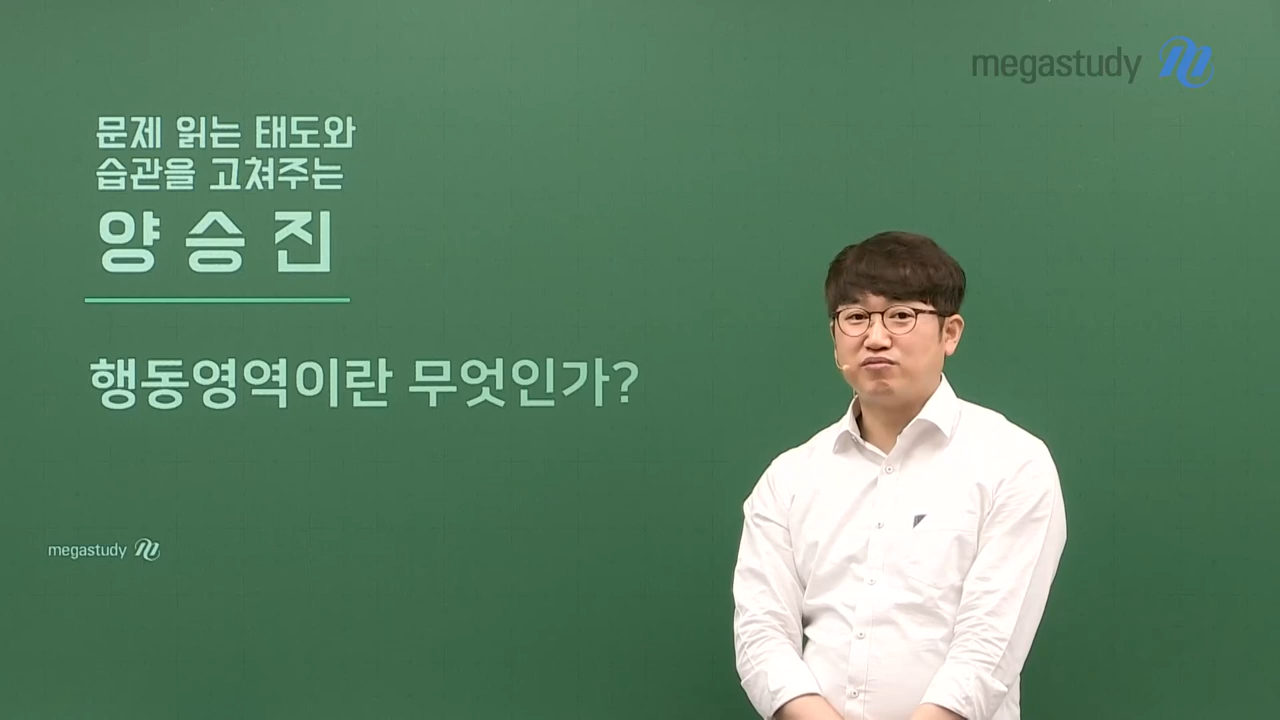 megastudy
문제 읽는 태도와
습관을 고쳐주는
양승진
행동영역이란 무엇인가?
megastudy